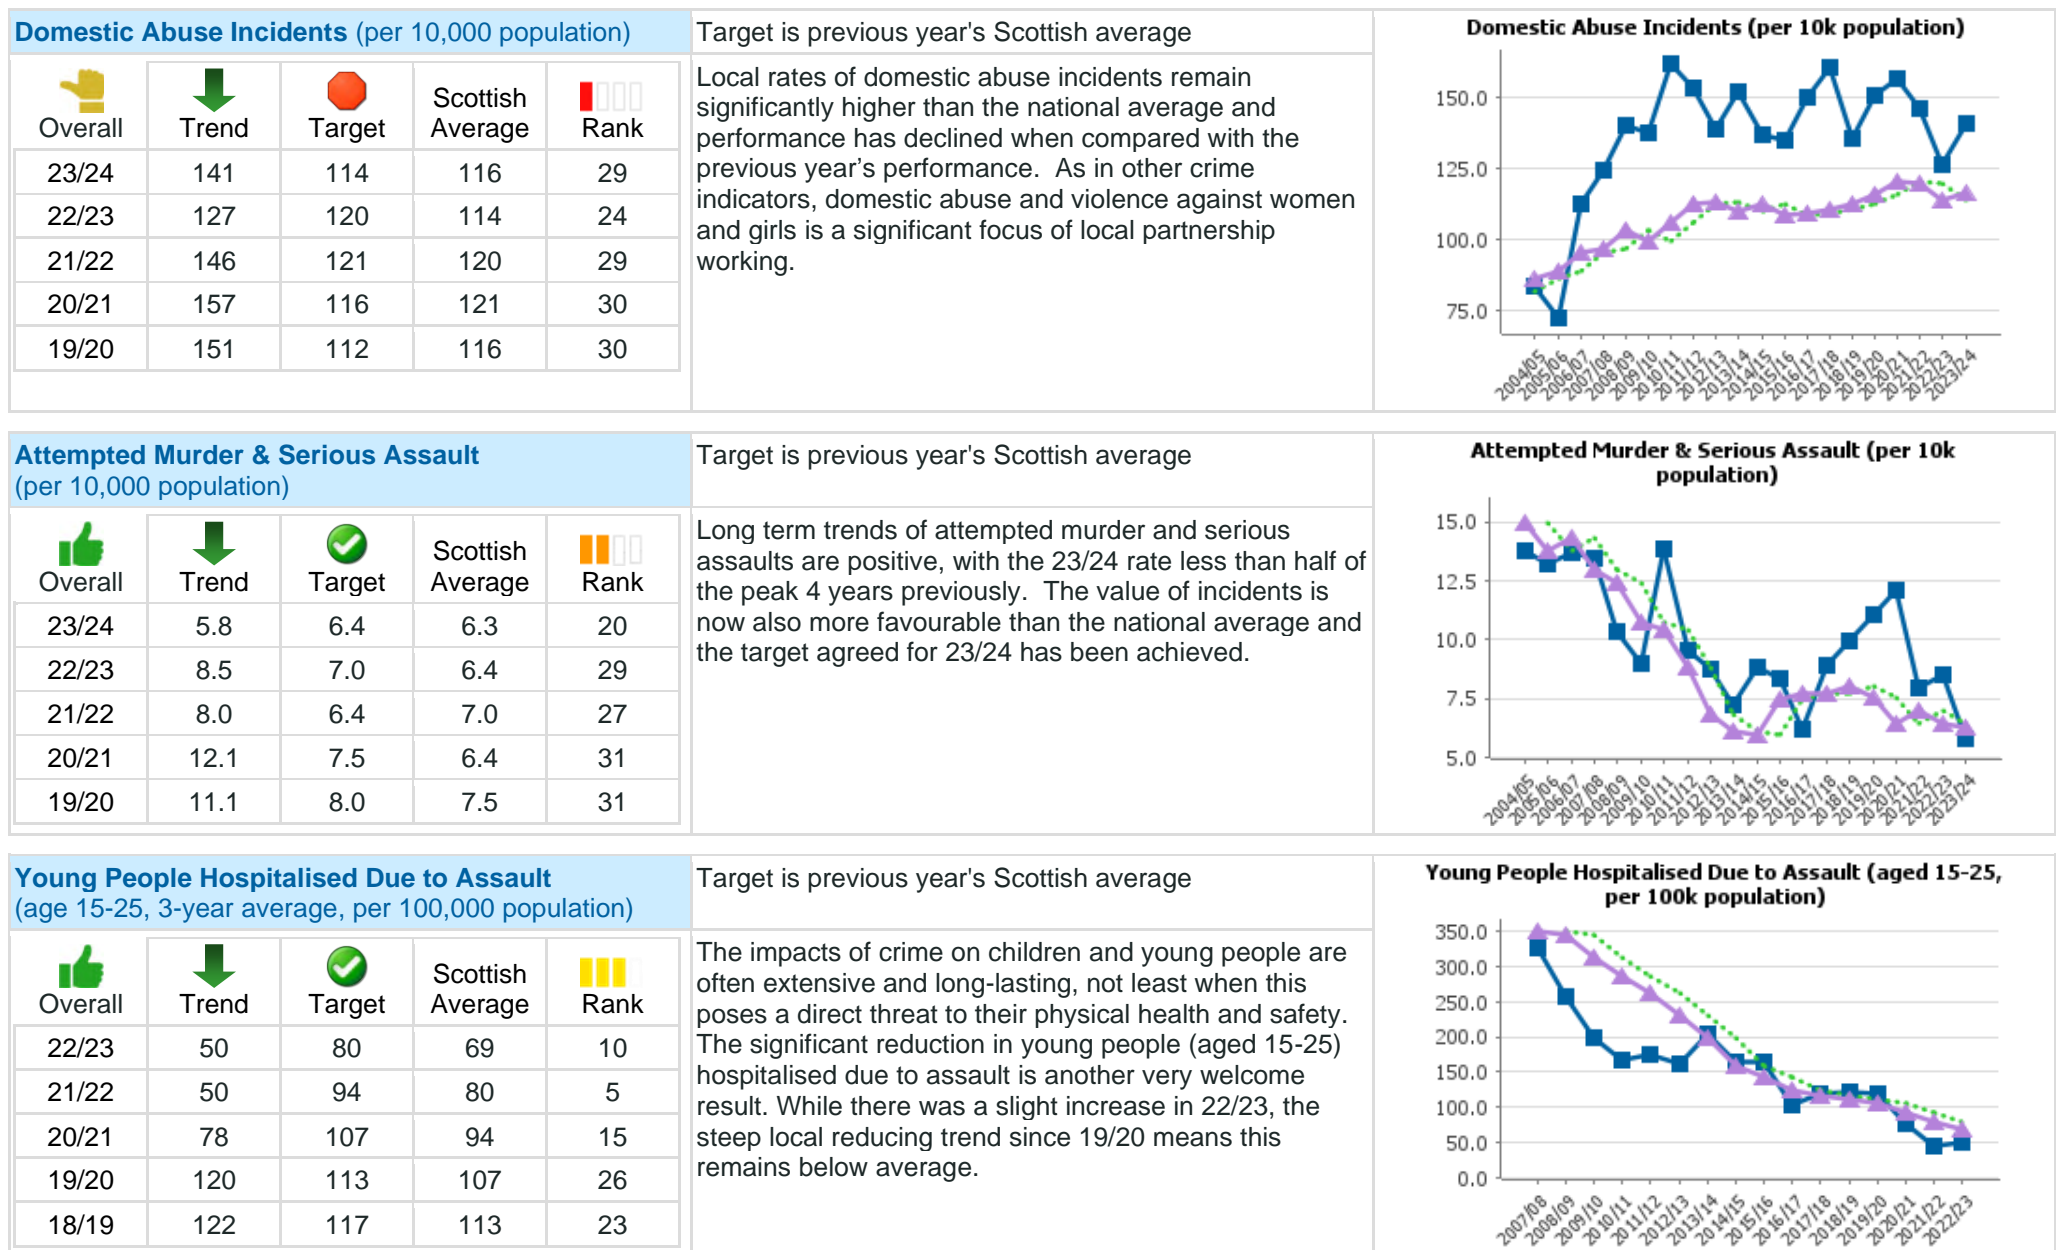 Domestic Abuse Incidents (per 10,000 population)
Target is previous year's Scottish average
Overall Trend Target Scottish Average Rank
23/24 141 114 116 29
22/23 127 120 114 24
21/22 146 121 120 29
20/21 157 116 121 30
19/20 151 112 116 30
Local rates of domestic abuse incidents remain
significantly higher than the national average and
performance has declined when compared with the
previous year’s performance.  As in other crime
indicators, domestic abuse and violence against women
and girls is a significant focus of local partnership
working.
Domestic Abuse Incidents (per 10k population)
150.0
125.0
100.0
75.0
2004/05 2005/06 2006/07 2007/08 2008/09 2009/10 2010/11 2011/12 2012/13 2013/14 2014/15 2015/16 2016/17 2017/18 2018/19 2019/20 2020/21 2021/22 2022/23 2023/24
Attempted Murder & Serious Assault
(per 10,000 population)
Target is previous year's Scottish average
Overall Trend Target Scottish Average Rank
23/24 5.8 6.4 6.3 20
22/23 8.5 7.0 6.4 29
21/22 8.0 6.4 7.0 27
20/21 12.1 7.5 6.4 31
19/20 11.1 8.0 7.5 31
Long term trends of attempted murder and serious
assaults are positive, with the 23/24 rate less than half of
the peak 4 years previously.  The value of incidents is
now also more favourable than the national average and
the target agreed for 23/24 has been achieved.
Attempted Murder & Serious Assault (per 10k
population)
15.0
12.5
10.0
7.5
5.0
2004/05 2005/06 2006/07 2007/08 2008/09 2009/10 2010/11 2011/12 2012/13 2013/14 2014/15 2015/16 2016/17 2017/18 2018/19 2019/20 2020/21 2021/22 2022/23 2023/24
Young People Hospitalised Due to Assault
(age 15-25, 3-year average, per 100,000 population)
Target is previous year's Scottish average
Overall Trend Target Scottish Average Rank
22/23 50 80 69 10
21/22 50 94 80 5
20/21 78 107 94 15
19/20 120 113 107 26
18/19 122 117 113 23
The impacts of crime on children and young people are
often extensive and long-lasting, not least when this
poses a direct threat to their physical health and safety.
The significant reduction in young people (aged 15-25)
hospitalised due to assault is another very welcome
result. While there was a slight increase in 22/23, the
steep local reducing trend since 19/20 means this
remains below average.
Young People Hospitalised Due to Assault (aged 15-25,
per 100k population)
350.0
300.0
250.0
200.0
150.0
100.0
50.0
0.0
2007/08 2008/09 2009/10 2010/11 2011/12 2012/13 2013/14 2014/15 2015/16 2016/17 2017/18 2018/19 2019/20 2020/21 2021/22 2022/23